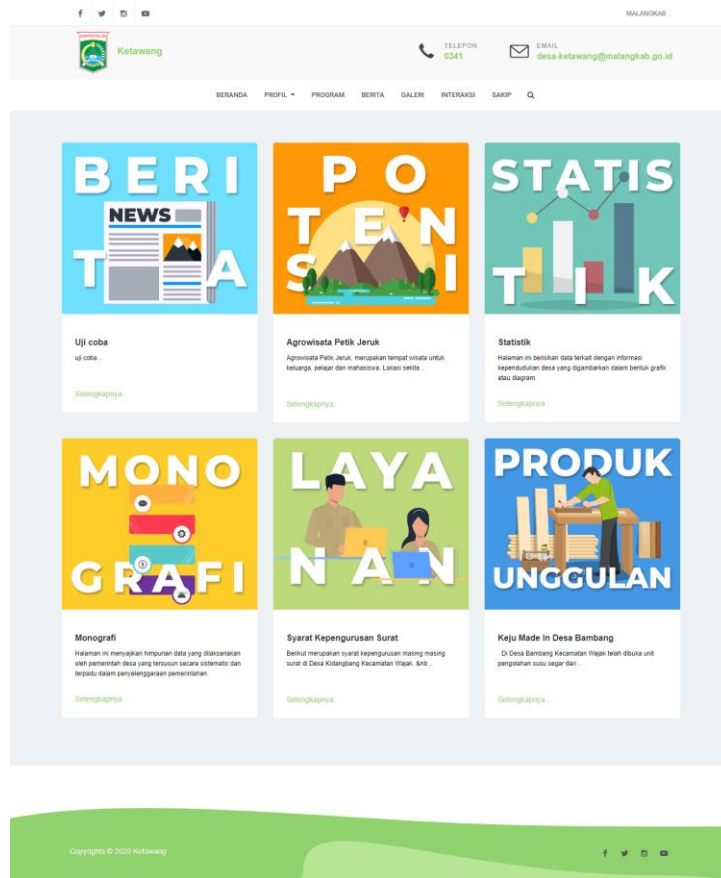 MALANGKAB
Ketawang
TELEPON
0341
EMAIL
desa-ketawang@malangkab.go.id
BERANDA PROFIL PROGRAM BERITA GALERI INTERAKSI SAKIP
BERI
NEWS
TA
PO
TEN
SI
STATIS
TIK
Uji coba
uji coba ..
Selengkapnya..
Agrowisata Petik Jeruk
Agrowisata Petik Jeruk, merupakan tempat wisata untuk
keluarga, pelajar dan mahasiswa. Lokasi sekita ..
Selengkapnya..
Statistik
Halaman ini berisikan data terkait dengan informasi
kependudukan desa yang digambarkan dalam bentuk grafik
atau diagram.
Selengkapnya..
MONO
GRAFI
LAYA
NAN
PRODUK
UNGGULAN
Monografi
Halaman ini menyajikan himpunan data yang dilaksanakan
oleh pemerintah desa yang tersusun secara sistematis dan
terpadu dalam penyelenggaraan pemerintahan
Selengkapnya..
Syarat Kepengurusan Surat
Berikut merupakan syarat kepengurusan masing masing
surat di Desa Kidangbang Kecamatan Wajak. &nb ..
Selengkapnya..
Keju Made In Desa Bambang
Di Desa Bambang Kecamatan Wajak telah dibuka unit
pengolahan susu segar dari ..
Selengkapnya..
Copyrights © 2020 Ketawang